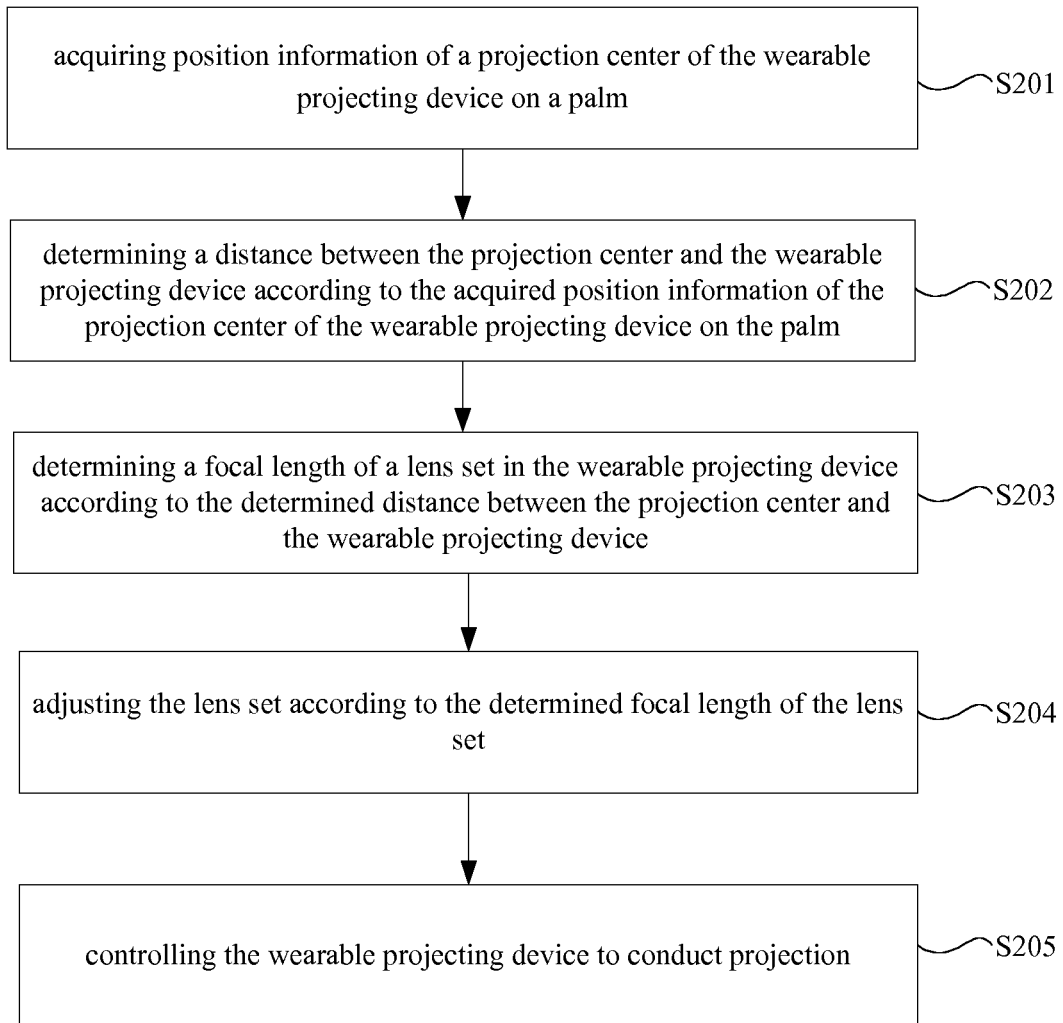 acquiring position information of a projection center of the wearable
projecting device on a palm
S201
determining a distance between the projection center and the wearable
projecting device according to the acquired position information of the
projection center of the wearable projecting device on the palm
S202
determining a focal length of a lens set in the wearable projecting device
according to the determined distance between the projection center and
the wearable projecting device
S203
adjusting the lens set according to the determined focal length of the lens
set
S204
controlling the wearable projecting device to conduct projection
S205